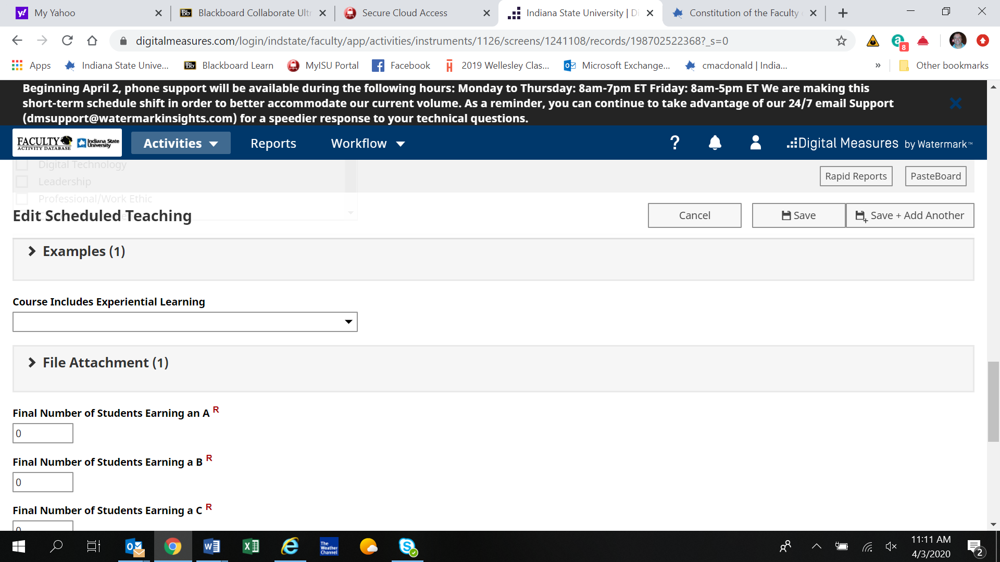 My Yahoo
Bb Blackboard Collaborate Ultr
Secure Cloud Access
Indiana State University | Di
Constitution of the Faculty o
digitalmeasures.com/login/indstate/faculty/app/activities/instruments/1126/screens/1241108/records/198702522368?_s=0
8
Apps
Indiana State Unive...
Bb Blackboard Learn
MyISU Portal
Facebook
2019 Wellesley Clas...
Microsoft Exchange...
cmacdonald | India...
»
Other bookmarks
Beginning April 2, phone support will be available during the following hours: Monday to Thursday: 8am-7pm ET Friday: 8am-5pm ET We are making this
short-term schedule shift in order to better accommodate our current volume. As a reminder, you can continue to take advantage of our 24/7 email Support
(dmsupport@watermarkinsights.com) for a speedier response to your technical questions.
FACULTY
ACTIVITY DATABASE
Indiana State
University
Activities
Reports
Workflow
?
Digital Measures by Watermark™
Digital Technology
Leadership
Professional/Work Ethic
Rapid Reports
PasteBoard
Edit Scheduled Teaching
Cancel
Save
Save + Add Another
Examples (1)
Course Includes Experiential Learning
File Attachment (1)
Final Number of Students Earning an A R
0
Final Number of Students Earning a B R
0
Final Number of Students Earning a C R
0
The
Weather
Channel
11:11 AM
4/3/2020
2